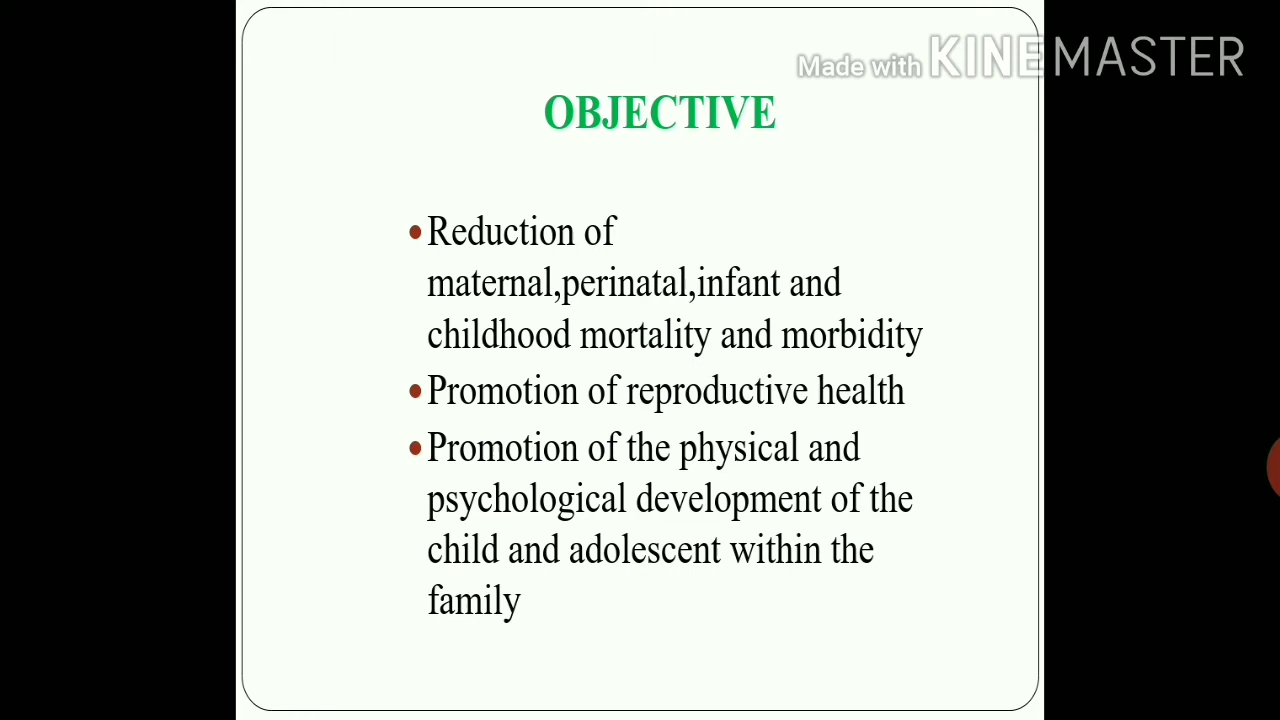 Made with KINEMASTER
OBJECTIVE
•Reduction of
maternal,perinatal,infant and
childhood mortality and morbidity
•Promotion of reproductive health
•Promotion of the physical and
psychological development of the
child and adolescent within the
family